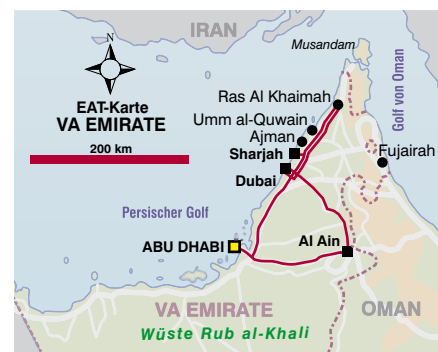 IRAN
N
Musandam
EAT-Karte
VA EMIRATE
200 km
Ras Al Khaimah
Umm al-Quwain
Ajman
Sharjah
Dubai
Golf von Oman
Fujairah
Persischer Golf
ABU DHABI
Al Ain
VA EMIRATE
OMAN
Wüste Rub al-Khali